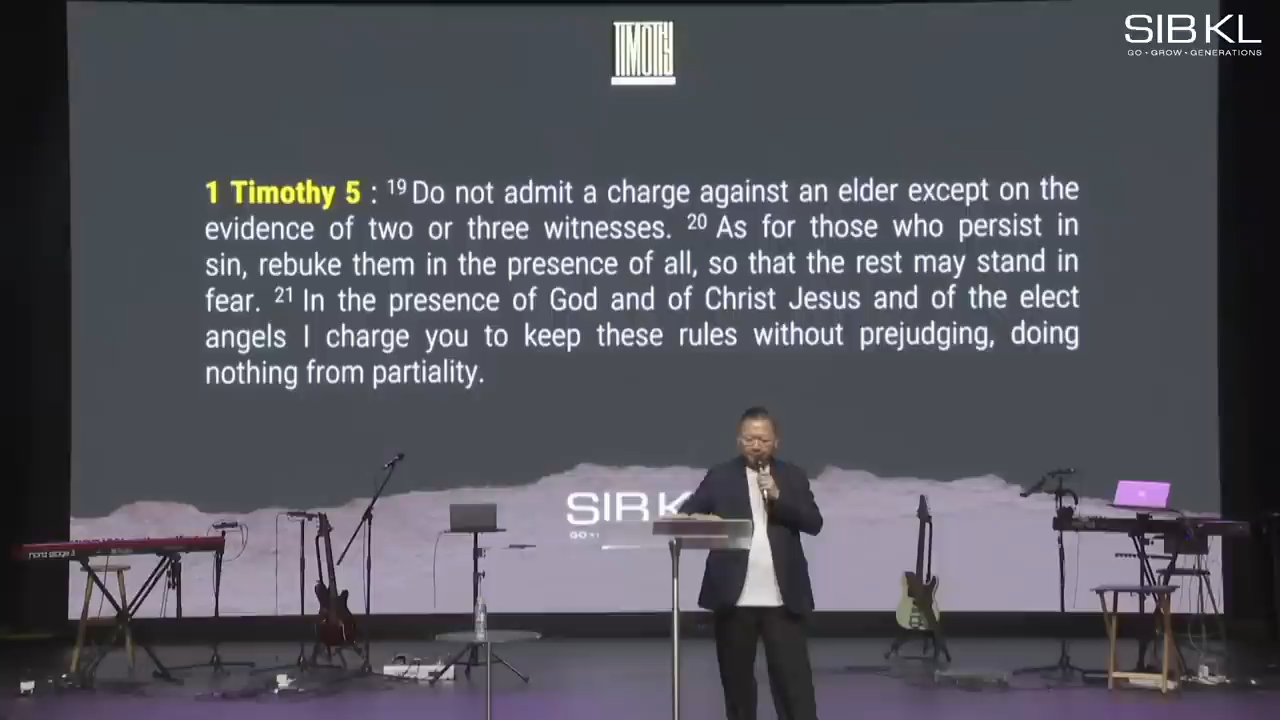 TIMOTHY
SIBKL
GO • GROW • GENERATIONS
1 Timothy 5 : 19 Do not admit a charge against an elder except on the
evidence of two or three witnesses. 20 As for those who persist in
sin, rebuke them in the presence of all, so that the rest may stand in
fear. 21 In the presence of God and of Christ Jesus and of the elect
angels I charge you to keep these rules without prejudging, doing
nothing from partiality.
SIBK
GO •
nord stage 3